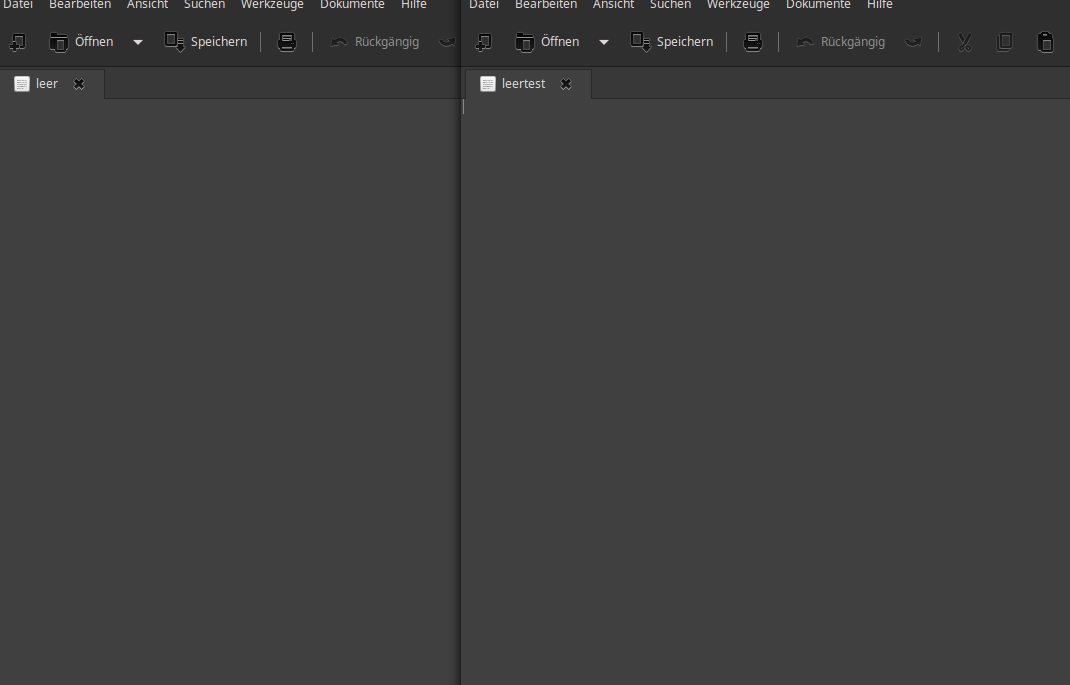 Datei Bearbeiten Ansicht Suchen Werkzeuge Dokumente Hilfe
Öffnen Speichern Rückgängig
leer
Datei Bearbeiten Ansicht Suchen Werkzeuge Dokumente Hilfe
Öffnen Speichern Rückgängig
leertest